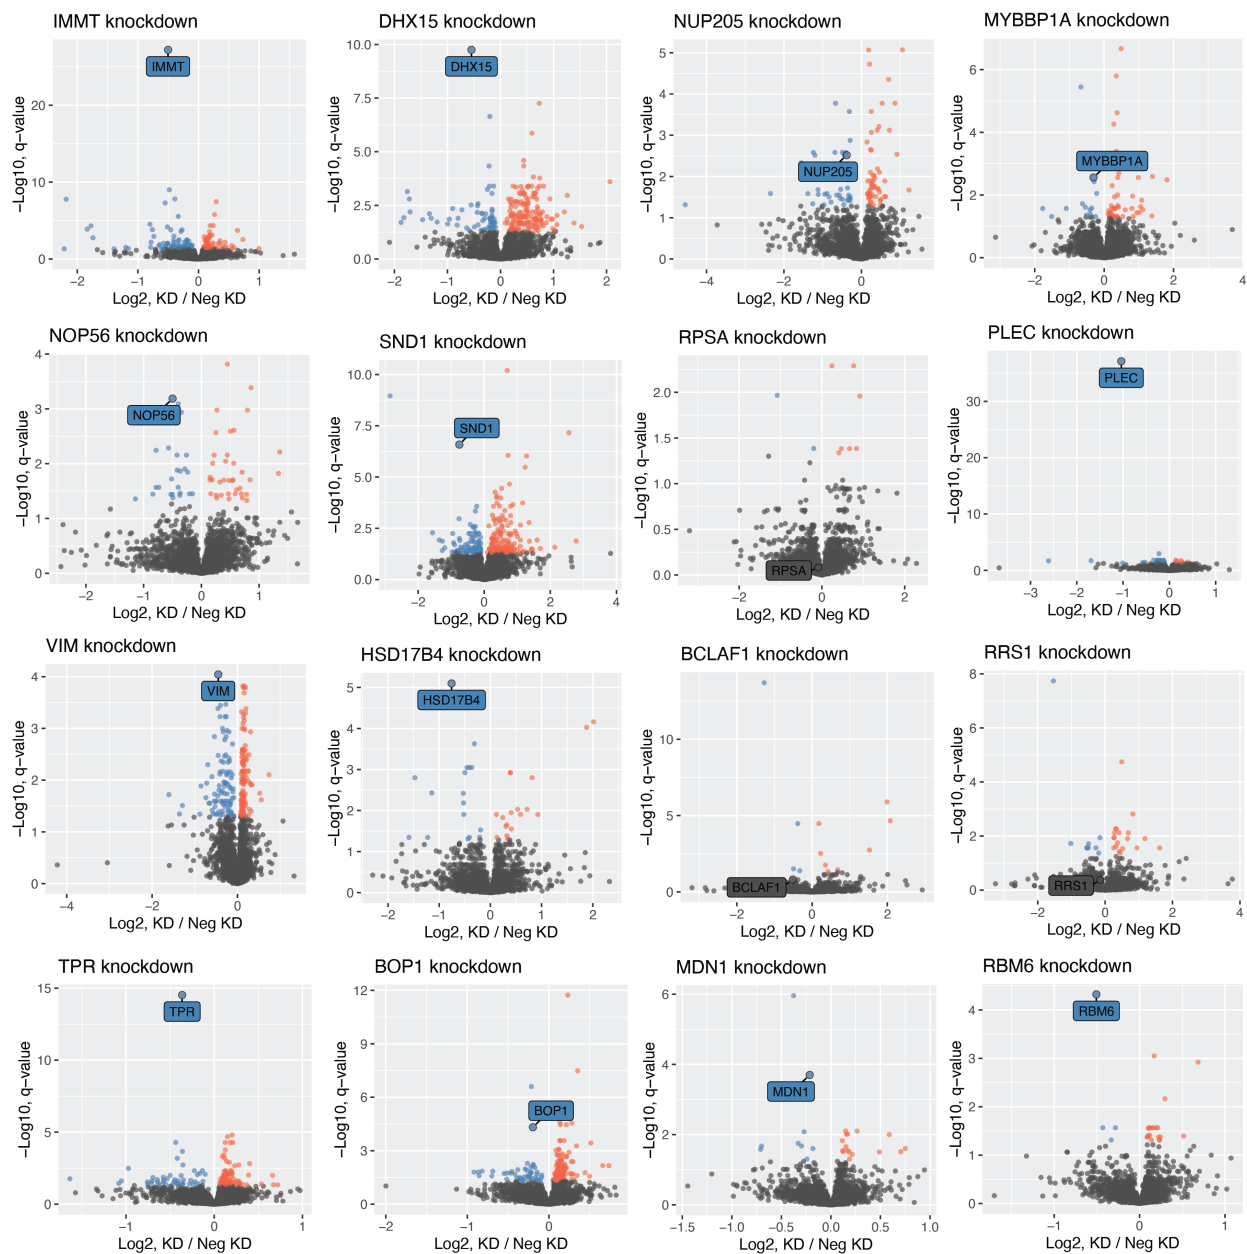 IMMT knockdown
−Log10, q−value
20
10
0
IMMT
−2 −1 0 1
Log2, KD / Neg KD
DHX15 knockdown
−Log10, q−value
10.0
7.5
5.0
2.5
0.0
DHX15
−2 −1 0 1 2
Log2, KD / Neg KD
NUP205 knockdown
−Log10, q−value
5
4
3
2
1
0
NUP205
−4 −2 0
Log2, KD / Neg KD
MYBBP1A knockdown
−Log10, q−value
6
4
2
0
MYBBP1A
−2 0 2 4
Log2, KD / Neg KD
NOP56 knockdown
−Log10, q−value
4
3
2
1
0
NOP56
−2 −1 0 1
Log2, KD / Neg KD
SND1 knockdown
−Log10, q−value
10.0
7.5
5.0
2.5
0.0
SND1
−2 0 2 4
Log2, KD / Neg KD
RPSA knockdown
−Log10, q−value
2.0
1.5
1.0
0.5
0.0
RPSA
−2 0 2
Log2, KD / Neg KD
PLEC knockdown
−Log10, q−value
30
20
10
0
PLEC
−3 −2 −1 0 1
Log2, KD / Neg KD
VIM knockdown
−Log10, q−value
4
3
2
1
0
VIM
−4 −2 0
Log2, KD / Neg KD
HSD17B4 knockdown
−Log10, q−value
5
4
3
2
1
0
HSD17B4
−2 −1 0 1 2
Log2, KD / Neg KD
BCLAF1 knockdown
−Log10, q−value
10
5
0
BCLAF1
−2 0 2
Log2, KD / Neg KD
RRS1 knockdown
−Log10, q−value
8
6
4
2
0
RRS1
−2 0 2 4
Log2, KD / Neg KD
TPR knockdown
−Log10, q−value
15
10
5
0
TPR
−1 0 1
Log2, KD / Neg KD
BOP1 knockdown
−Log10, q−value
12
9
6
3
0
BOP1
−2 −1 0
Log2, KD / Neg KD
MDN1 knockdown
−Log10, q−value
6
4
2
0
MDN1
−1.5 −1.0 −0.5 0.0 0.5 1.0
Log2, KD / Neg KD
RBM6 knockdown
−Log10, q−value
4
3
2
1
0
RBM6
−1 0 1
Log2, KD / Neg KD